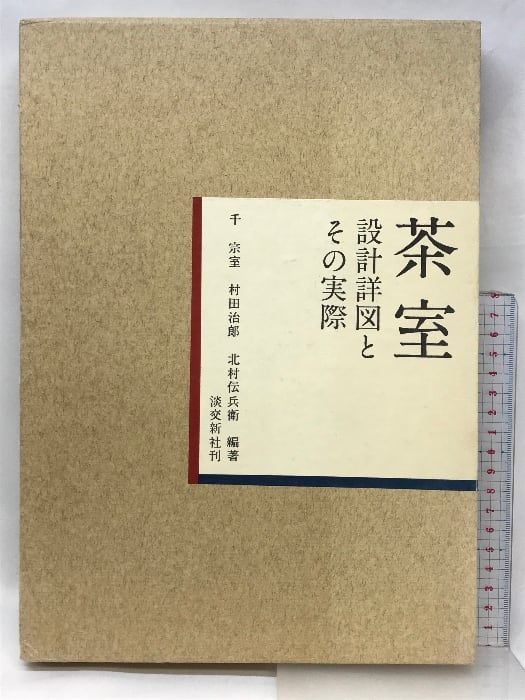 茶室
設計詳図と
その実際
千 宗室 村田治郎 北村伝兵衛 編著
淡交新社刊